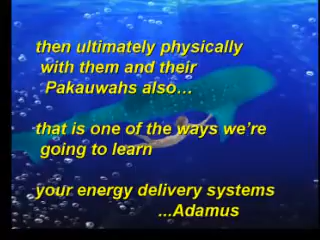 then ultimately physically
with them and their
Pakauwahs also...
that is one of the ways we're
going to learn
your energy delivery systems
...Adamus